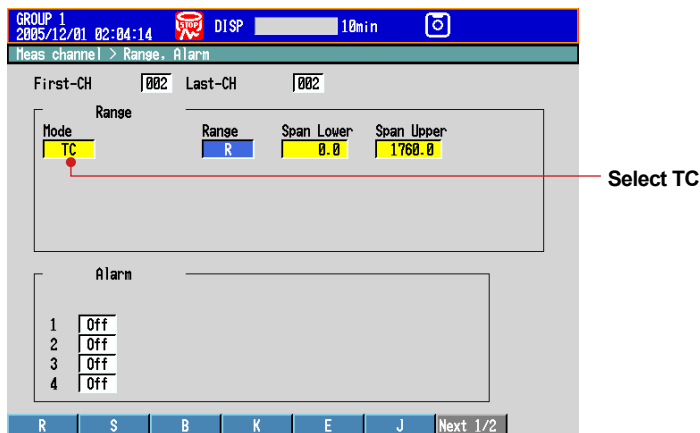 GROUP 1
2005/12/01 02:04:14 STOP DISP 10min
Meas channel > Range, Alarm
First-CH 002 Last-CH 002
Range
Mode Range Span Lower Span Upper
TC R 0.0 1760.0
Select TC
Alarm
1 Off
2 Off
3 Off
4 Off
R S B K E J Next 1/2